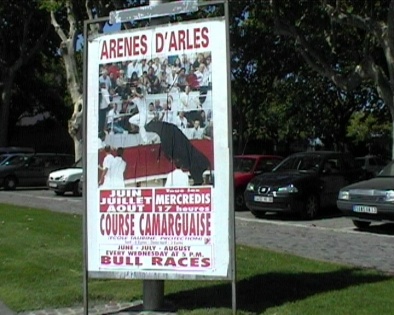 ARENES D'ARLES
JUIN
JUILLET
AOUT
Tous les
MERCREDIS
17 heures
COURSE CAMARGUAISE
JUNE - JULY - AUGUST
EVERY WEDNESDAY at 5 P.M.
BULL RACES